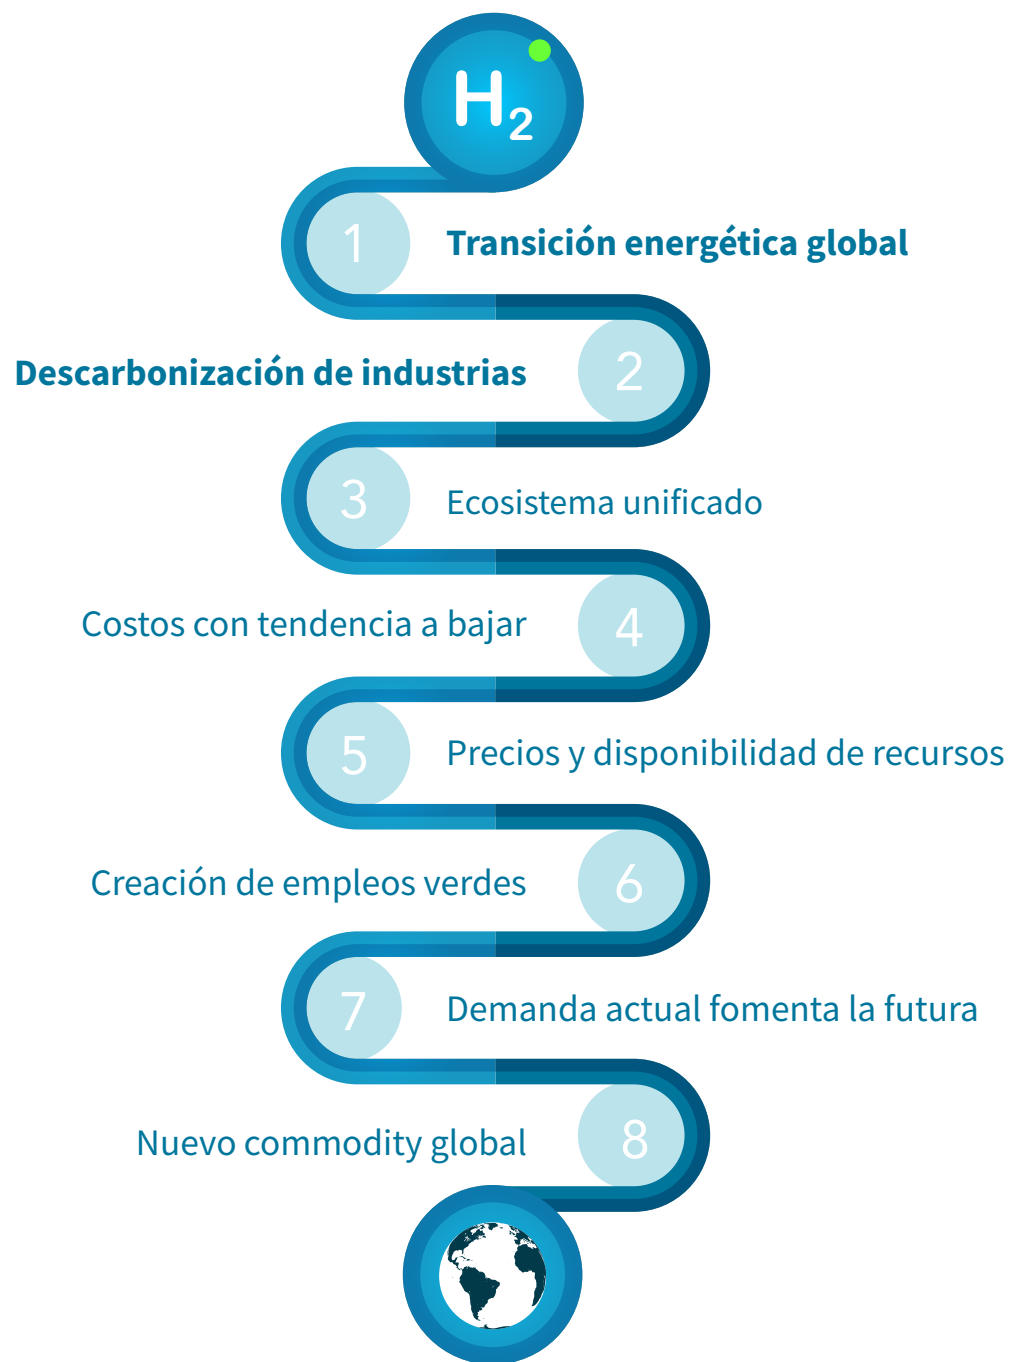 H2
1
Transición energética global
Descarbonización de industrias
2
3
Ecosistema unificado
Costos con tendencia a bajar
4
5
Precios y disponibilidad de recursos
Creación de empleos verdes
6
7
Demanda actual fomenta la futura
Nuevo commodity global
8